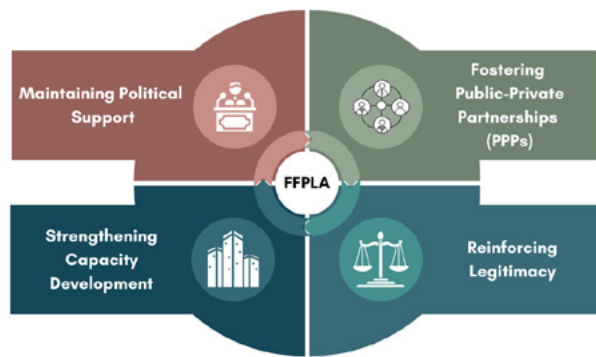 Maintaining Political
Support
Fostering
Public-Private
Partnerships
(PPPs)
FFPLA
Strengthening
Capacity
Development
Reinforcing
Legitimacy